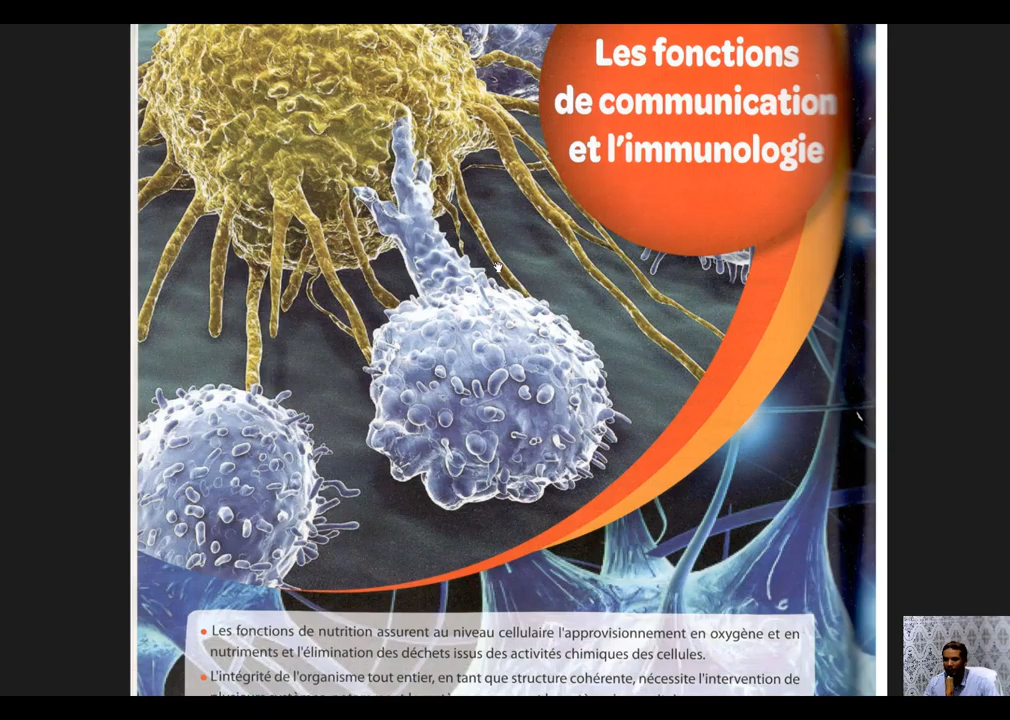 Les fonctions
de communication
et l'immunologie
• Les fonctions de nutrition assurent au niveau cellulaire l'approvisionnement en oxygène et en
nutriments et l'élimination des déchets issus des activités chimiques des cellules.
• L'intégrité de l'organisme tout entier, en tant que structure cohérente, nécessite l'intervention de